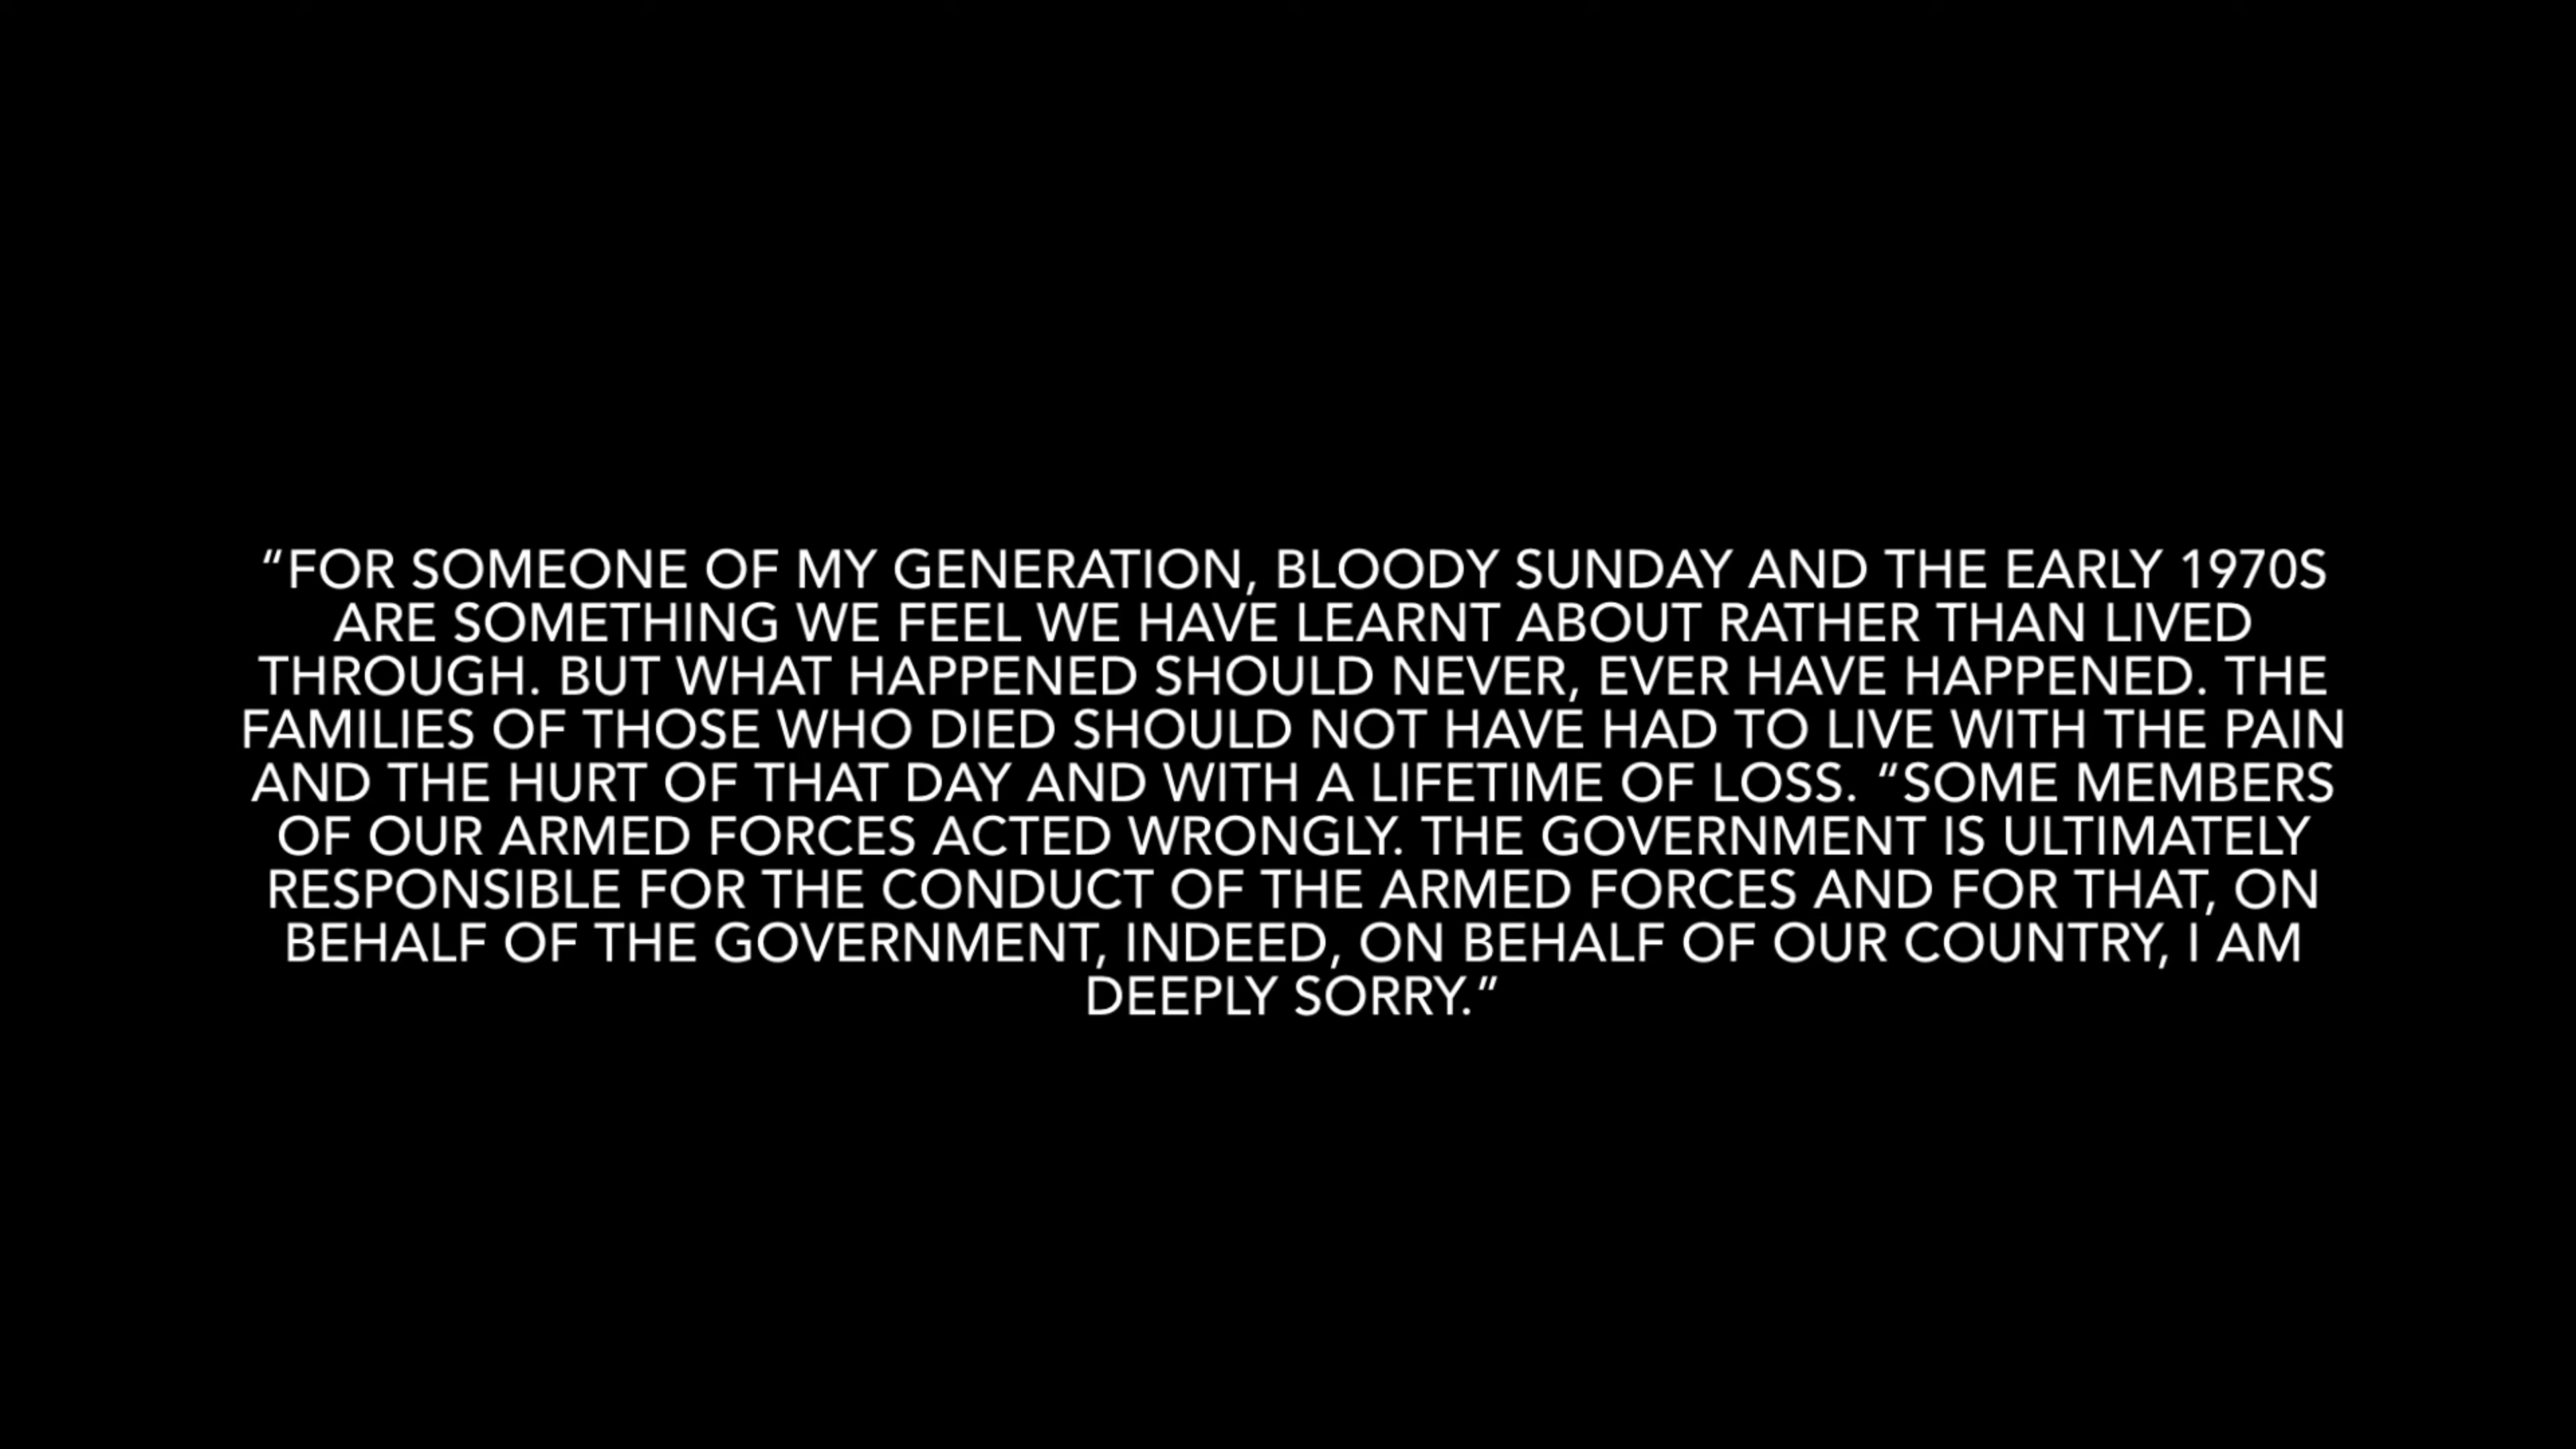 “FOR SOMEONE OF MY GENERATION, BLOODY SUNDAY AND THE EARLY 1970S
ARE SOMETHING WE FEEL WE HAVE LEARNT ABOUT RATHER THAN LIVED
THROUGH. BUT WHAT HAPPENED SHOULD NEVER, EVER HAVE HAPPENED. THE
FAMILIES OF THOSE WHO DIED SHOULD NOT HAVE HAD TO LIVE WITH THE PAIN
AND THE HURT OF THAT DAY AND WITH A LIFETIME OF LOSS. “SOME MEMBERS
OF OUR ARMED FORCES ACTED WRONGLY. THE GOVERNMENT IS ULTIMATELY
RESPONSIBLE FOR THE CONDUCT OF THE ARMED FORCES AND FOR THAT, ON
BEHALF OF THE GOVERNMENT, INDEED, ON BEHALF OF OUR COUNTRY, I AM
DEEPLY SORRY.”